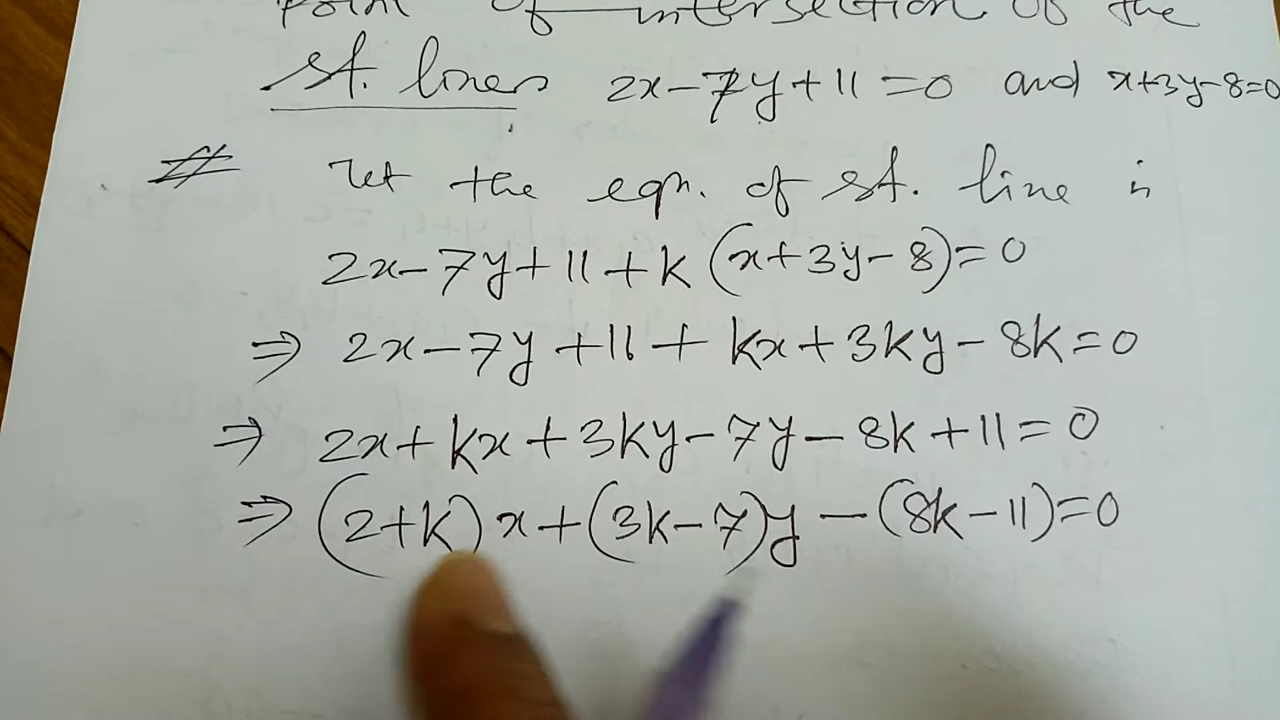 Point of intersection of the
st. lines 2x-7y+11=0 and x+3y-8=0
# Let the eqn. of st. line is
2x-7y+11+k(x+3y-8)=0
⇒ 2x-7y+11+kx+3ky-8k=0
⇒ 2x+kx+3ky-7y-8k+11=0
⇒ (2+k)x+(3k-7)y-(8k-11)=0